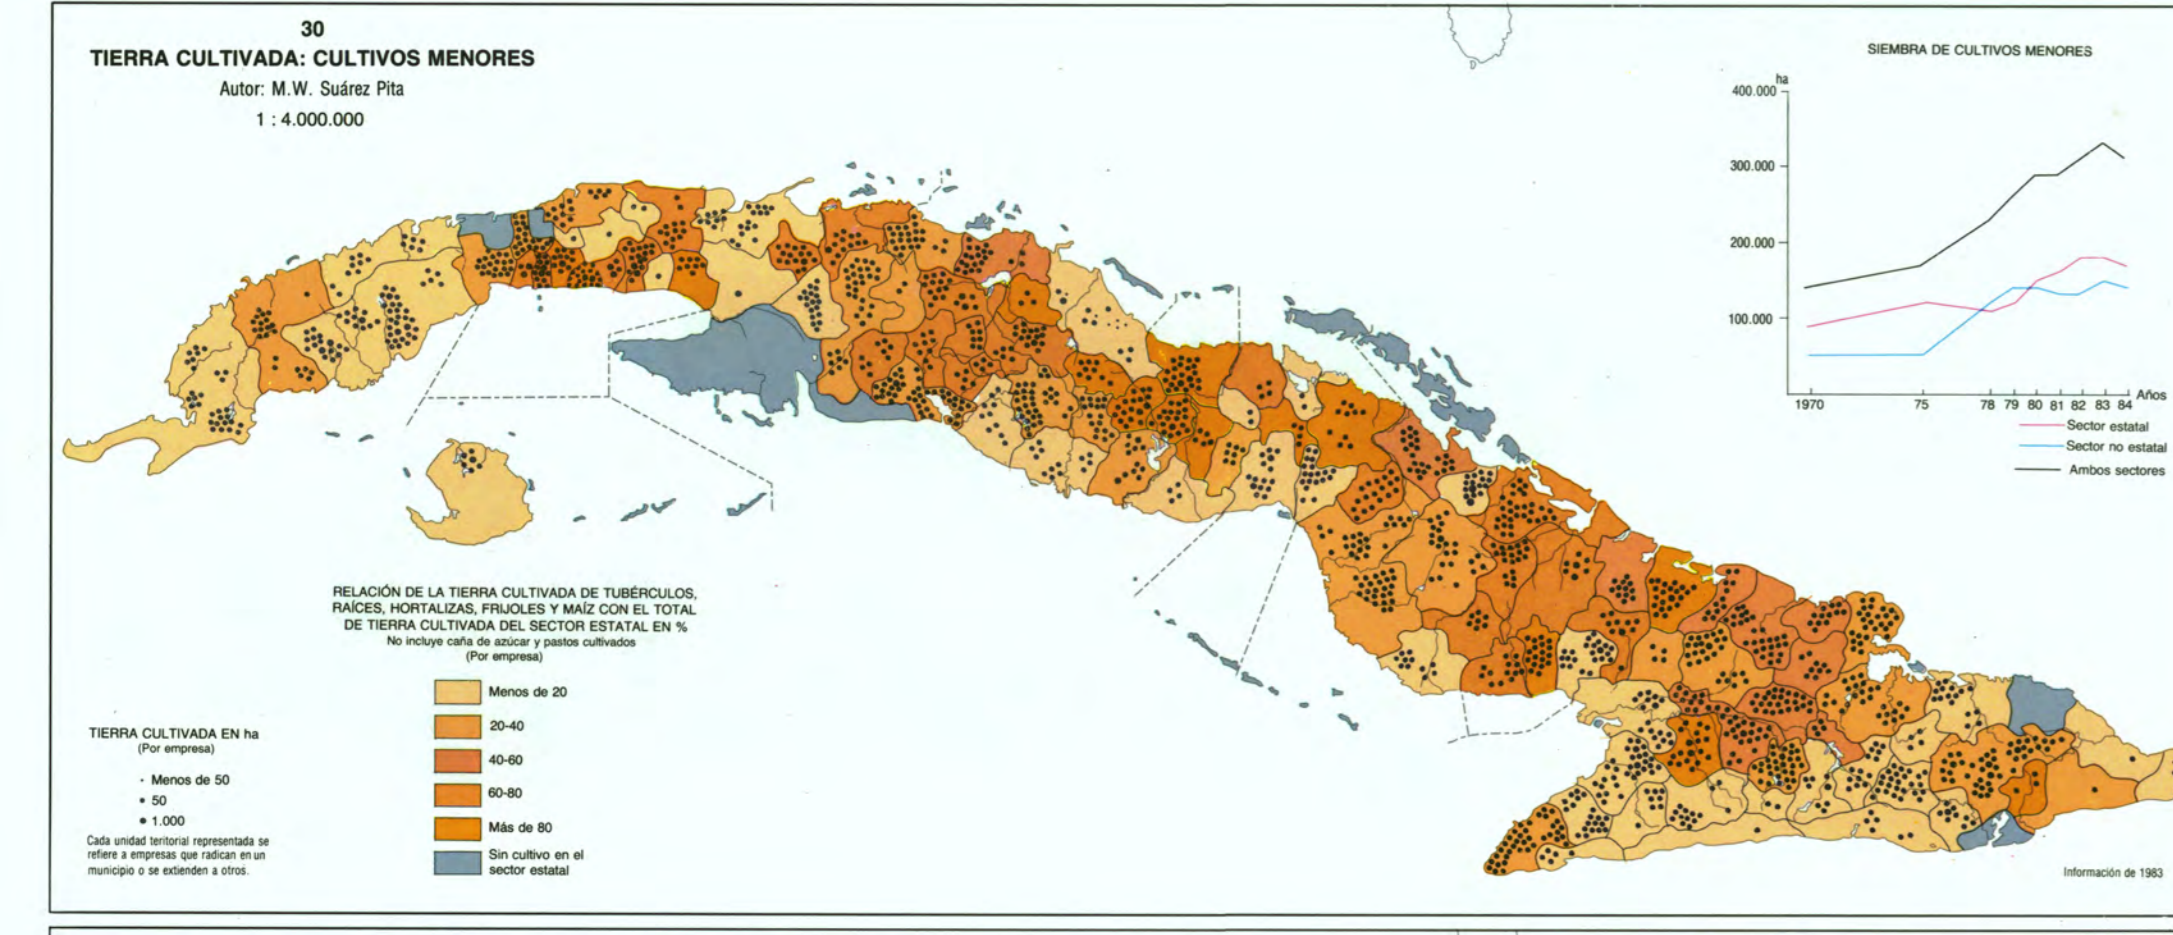 30
TIERRA CULTIVADA: CULTIVOS MENORES
Autor: M.W. Suárez Pita
1 : 4.000.000
SIEMBRA DE CULTIVOS MENORES
ha
400.000
300.000
200.000
100.000
1970 75 78 79 80 81 82 83 84 Años
Sector estatal
Sector no estatal
Ambos sectores
RELACIÓN DE LA TIERRA CULTIVADA DE TUBÉRCULOS,
RAÍCES, HORTALIZAS, FRIJOLES Y MAÍZ CON EL TOTAL
DE TIERRA CULTIVADA DEL SECTOR ESTATAL EN %
No incluye caña de azúcar y pastos cultivados
(Por empresa)
Menos de 20
20-40
40-60
60-80
Más de 80
Sin cultivo en el
sector estatal
TIERRA CULTIVADA EN ha
(Por empresa)
Menos de 50
50
1.000
Cada unidad teritorial representada se
refiere a empresas que radican en un
municipio o se extienden a otros.
Información de 1983